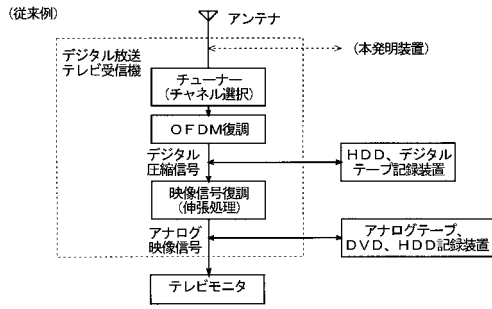 (従来例)
アンテナ
デジタル放送
テレビ受信機
(本発明装置)
チューナー
(チャネル選択)
OFDM復調
デジタル
圧縮信号
HDD、デジタル
テープ記録装置
映像信号復調
(伸張処理)
アナログ
映像信号
アナログテープ、
DVD、HDD記録装置
テレビモニタ